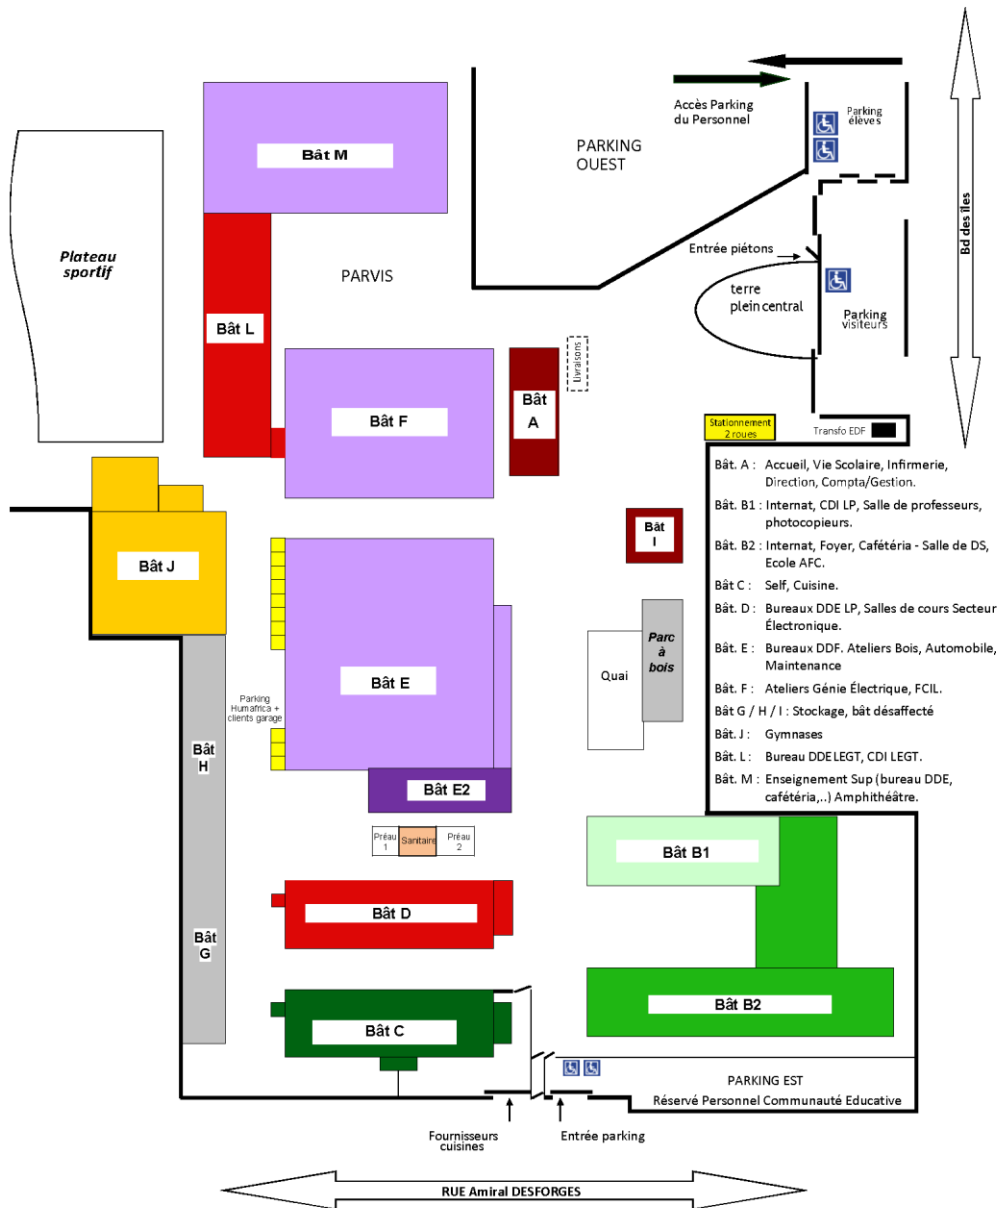 Accès Parking
du Personnel
Parking
élèves
PARKING
OUEST
Bât M
Plateau
sportif
PARVIS
Entrée piétons
terre
plein central
Parking
visiteurs
Bd des îles
Bât L
Livraisons
Bât
A
Bât F
Stationnement
2 roues
Transfo EDF
Bât. A : Accueil, Vie Scolaire, Infirmerie,
Direction, Compta/Gestion.
Bât. B1 : Internat, CDI LP, Salle de professeurs,
photocopieurs.
Bât. B2 : Internat, Foyer, Cafétéria - Salle de DS,
Ecole AFC.
Bât C : Self, Cuisine.
Bât. D : Bureaux DDE LP, Salles de cours Secteur
Électronique.
Bât. E : Bureaux DDF. Ateliers Bois, Automobile,
Maintenance
Bât. F : Ateliers Génie Électrique, FCIL.
Bât G / H / I : Stockage, bât désaffecté
Bât. J : Gymnases
Bât. L : Bureau DDE LEGT, CDI LEGT.
Bât. M : Enseignement Sup (bureau DDE,
cafétéria,..) Amphithéâtre.
Bât
I
Bât J
Parc
à
bois
Quai
Bât E
Parking
Humafrica +
clients garage
Bât
H
Bât E2
Préau
1
Sanitaire
Préau
2
Bât B1
Bât D
Bât
G
Bât B2
Bât C
PARKING EST
Réservé Personnel Communauté Educative
Fournisseurs
cuisines
Entrée parking
RUE Amiral DESFORGES